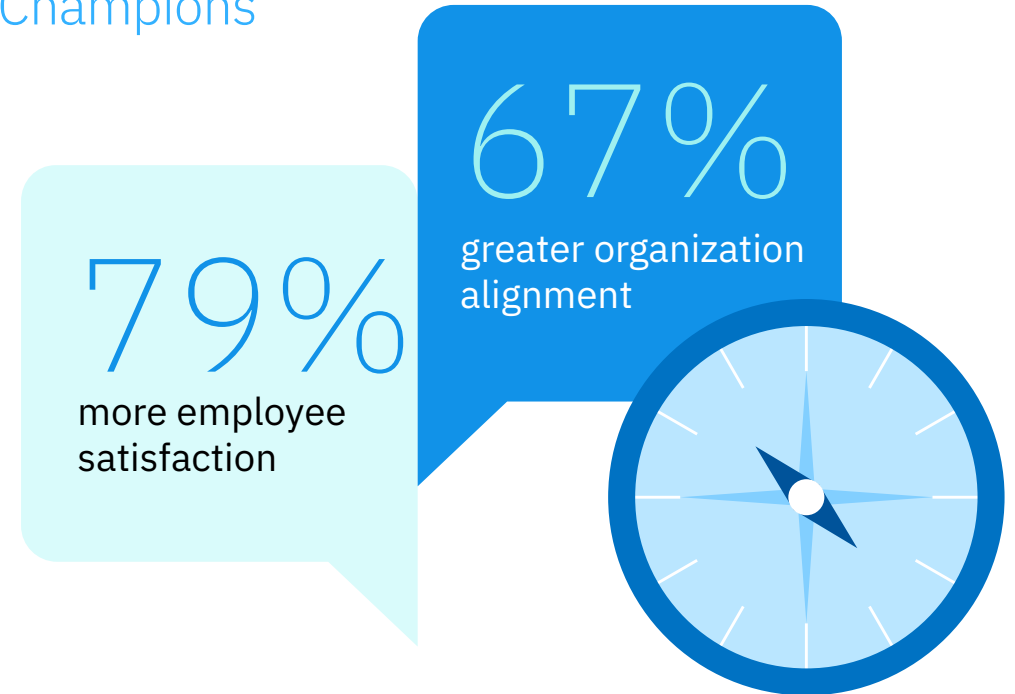 Champions
67%
greater organization
alignment
79%
more employee
satisfaction